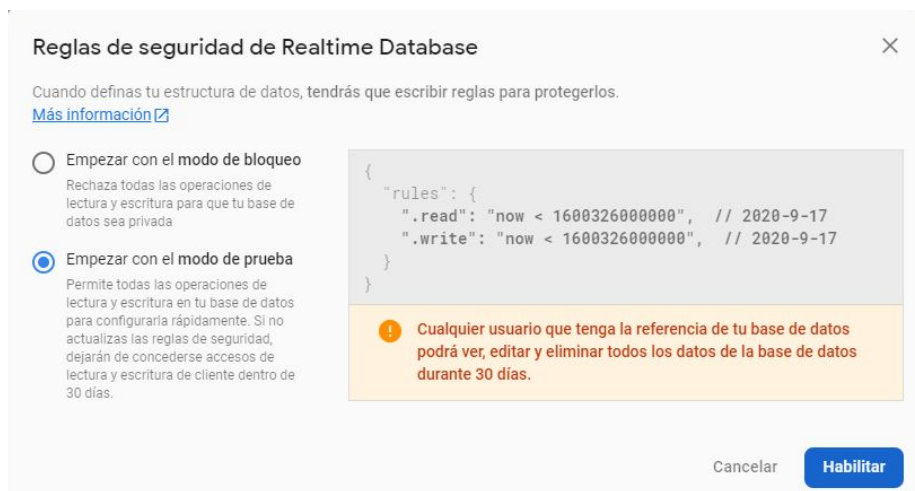 Reglas de seguridad de Realtime Database
Cuando definas tu estructura de datos, tendrás que escribir reglas para protegerlos.
Más información
Empezar con el modo de bloqueo
Rechaza todas las operaciones de
lectura y escritura para que tu base de
datos sea privada
Empezar con el modo de prueba
Permite todas las operaciones de
lectura y escritura en tu base de datos
para configurarla rápidamente. Si no
actualizas las reglas de seguridad,
dejarán de concederse accesos de
lectura y escritura de cliente dentro de
30 días.
{
"rules": {
".read": "now < 1600326000000", // 2020-9-17
".write": "now < 1600326000000", // 2020-9-17
}
}
Cualquier usuario que tenga la referencia de tu base de datos
podrá ver, editar y eliminar todos los datos de la base de datos
durante 30 días.
Cancelar
Habilitar